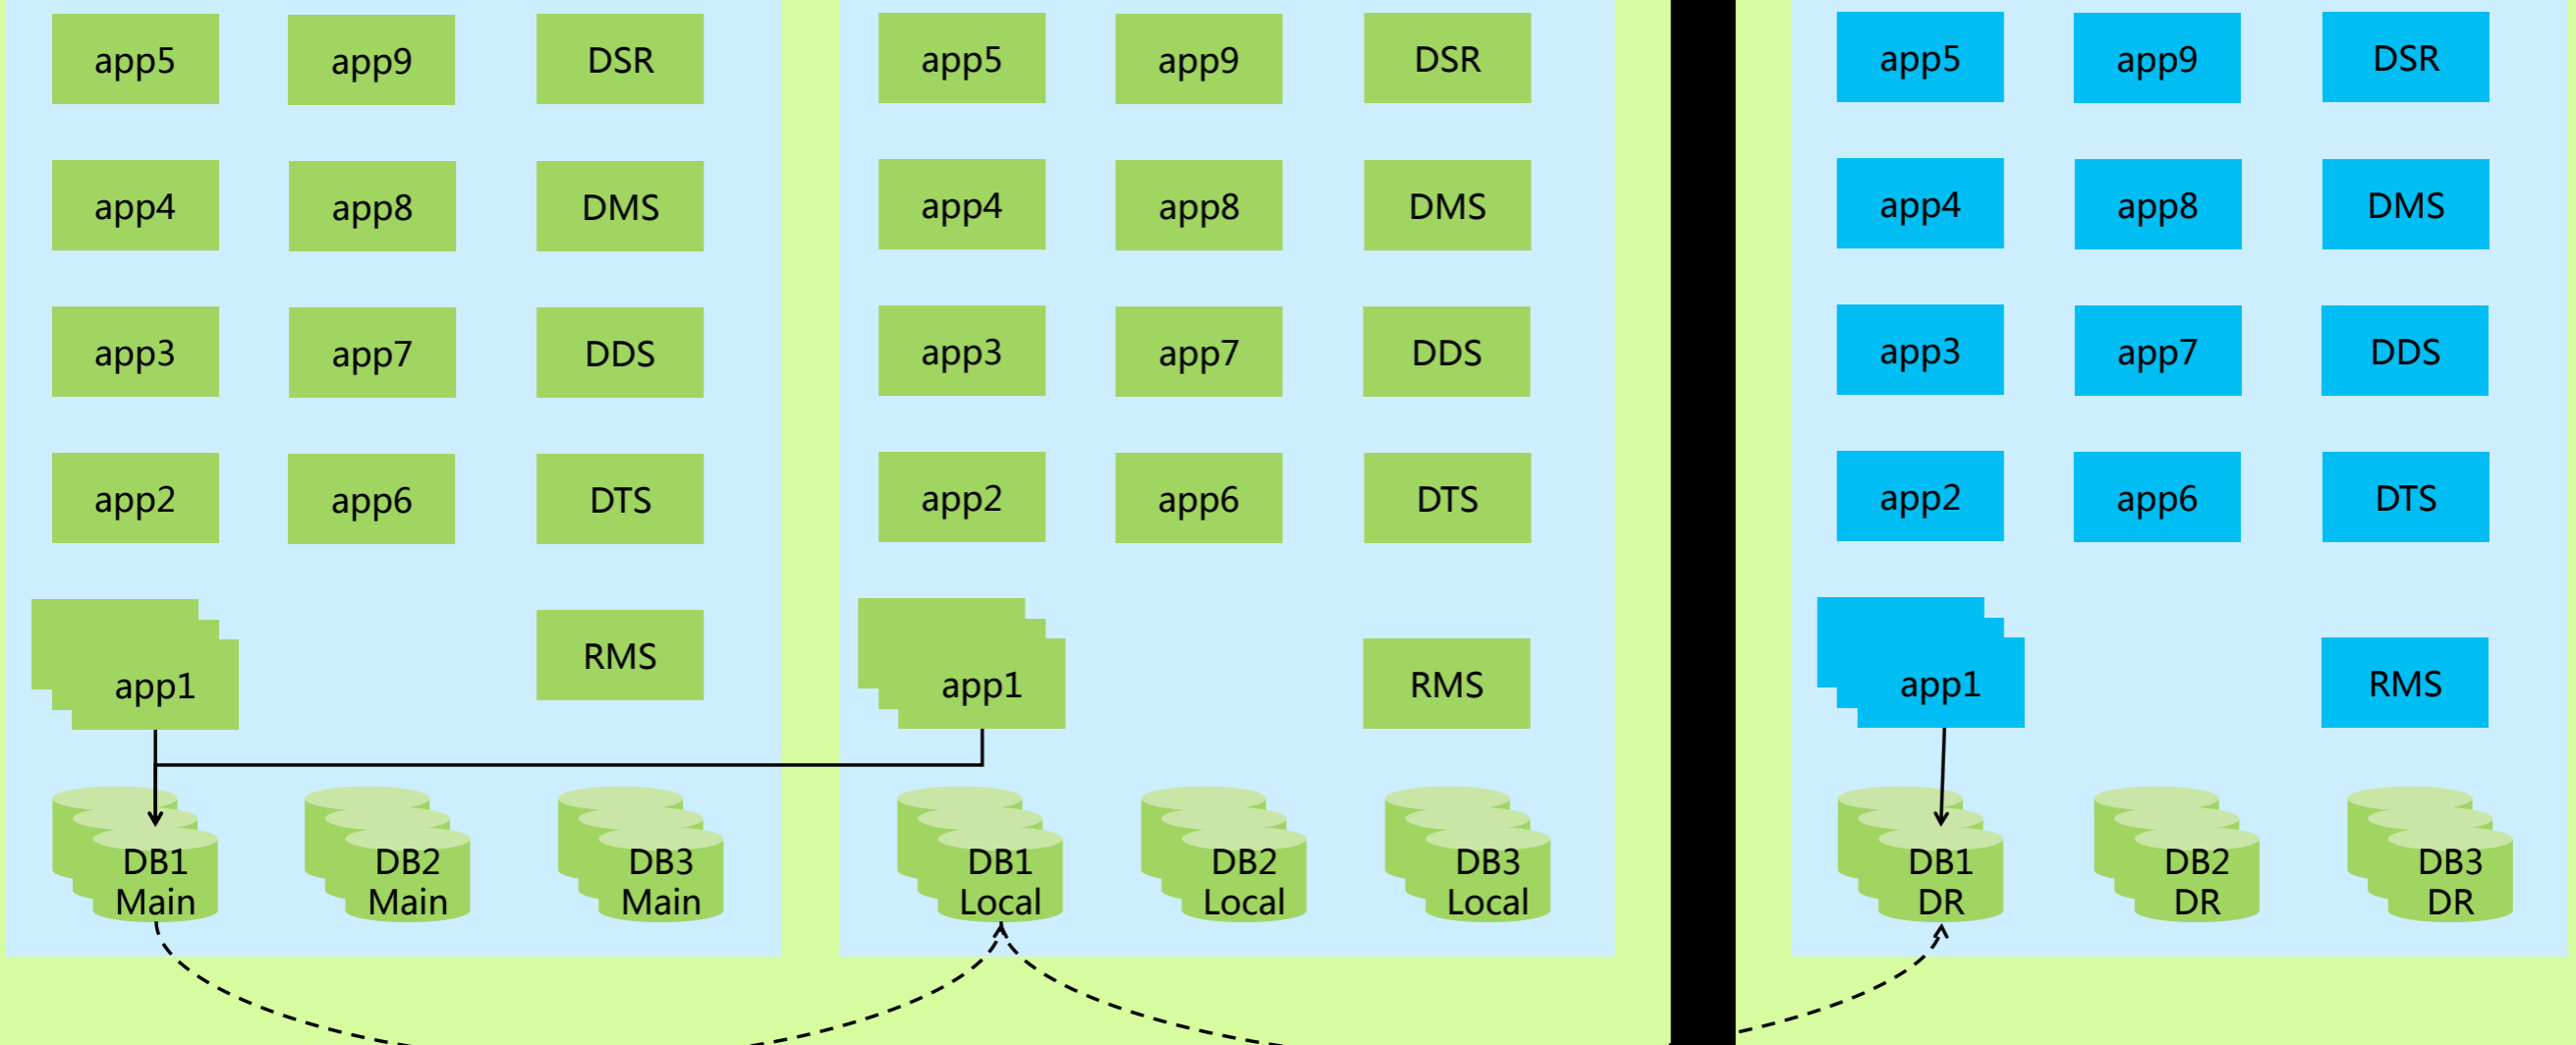 app5
app9
DSR
app4
app8
DMS
app3
app7
DDS
app2
app6
DTS
app1
RMS
DB1
Main
DB2
Main
DB3
Main
app5
app9
DSR
app4
app8
DMS
app3
app7
DDS
app2
app6
DTS
app1
RMS
DB1
Local
DB2
Local
DB3
Local
app5
app9
DSR
app4
app8
DMS
app3
app7
DDS
app2
app6
DTS
app1
RMS
DB1
DR
DB2
DR
DB3
DR